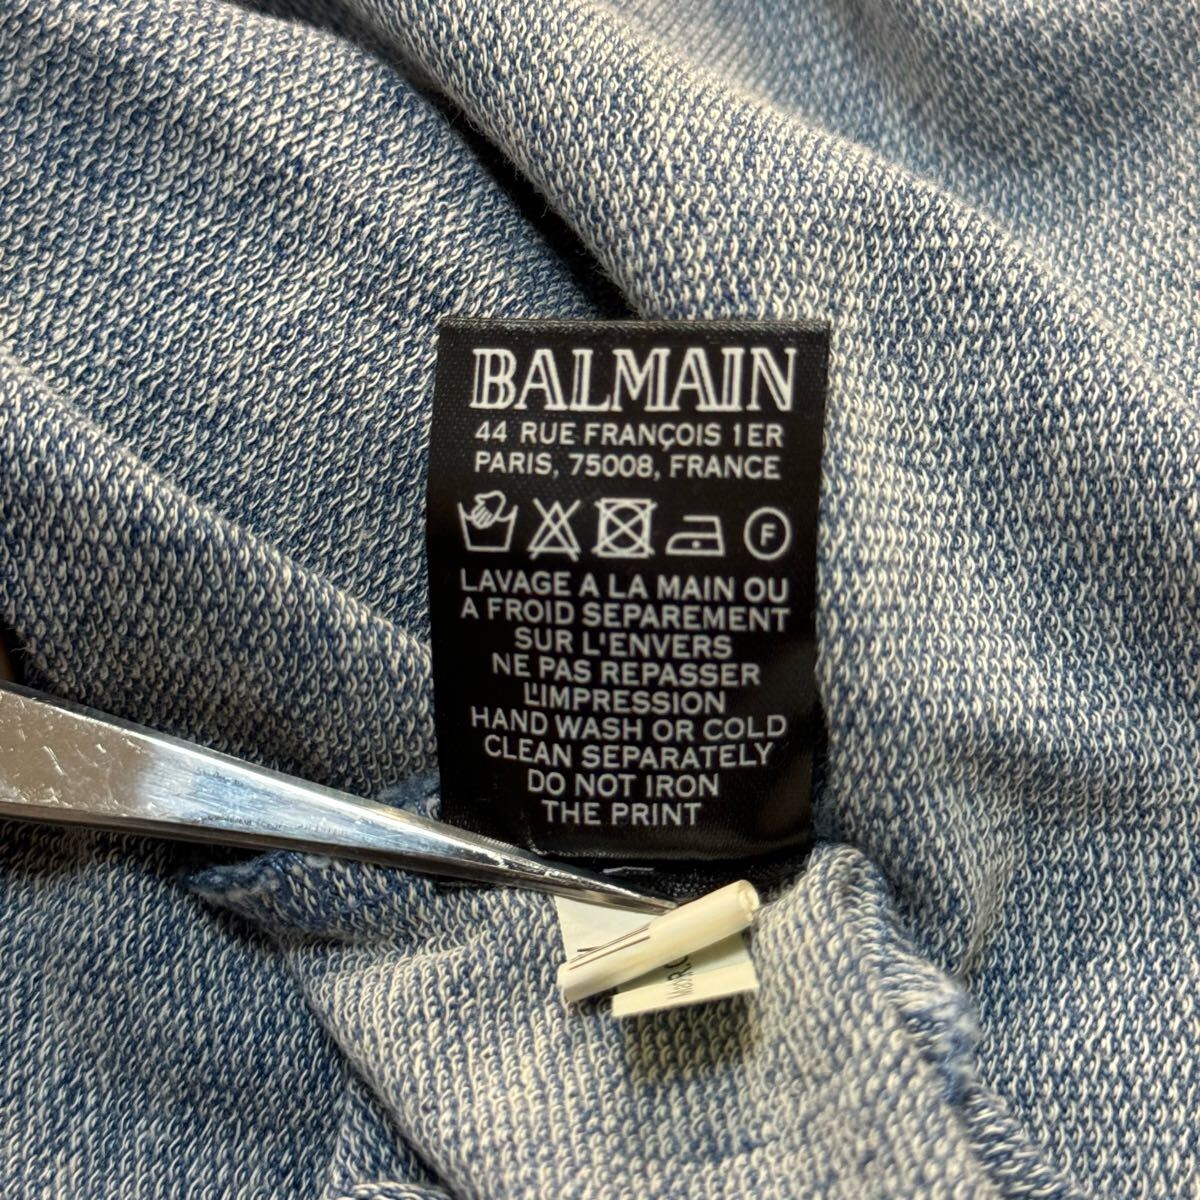 BALMAIN
44 RUE FRANÇOIS 1ER
PARIS, 75008, FRANCE
F
LAVAGE A LA MAIN OU
A FROID SEPAREMENT
SUR L'ENVERS
NE PAS REPASSER
L'IMPRESSION
HAND WASH OR COLD
CLEAN SEPARATELY
DO NOT IRON
THE PRINT